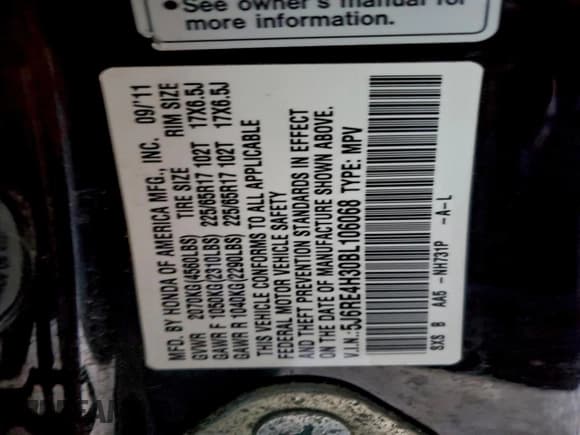 •See owner's manual for
more information.
MFD. BY HONDA OF AMERICA MFG., INC. 09/11
GVWR 2070KG(4560LBS) TIRE SIZE RIM SIZE
GAWR F 1050KG(2310LBS) 225/65R17 102T 17X6.5J
GAWR R 1040KG(2290LBS) 225/65R17 102T 17X6.5J
THIS VEHICLE CONFORMS TO ALL APPLICABLE
FEDERAL MOTOR VEHICLE SAFETY
AND THEFT PREVENTION STANDARDS IN EFFECT
ON THE DATE OF MANUFACTURE SHOWN ABOVE.
V.I.N.:5J6RE4H30BL106068 TYPE: MPV
SXS B AA5 -NH731P -A-L